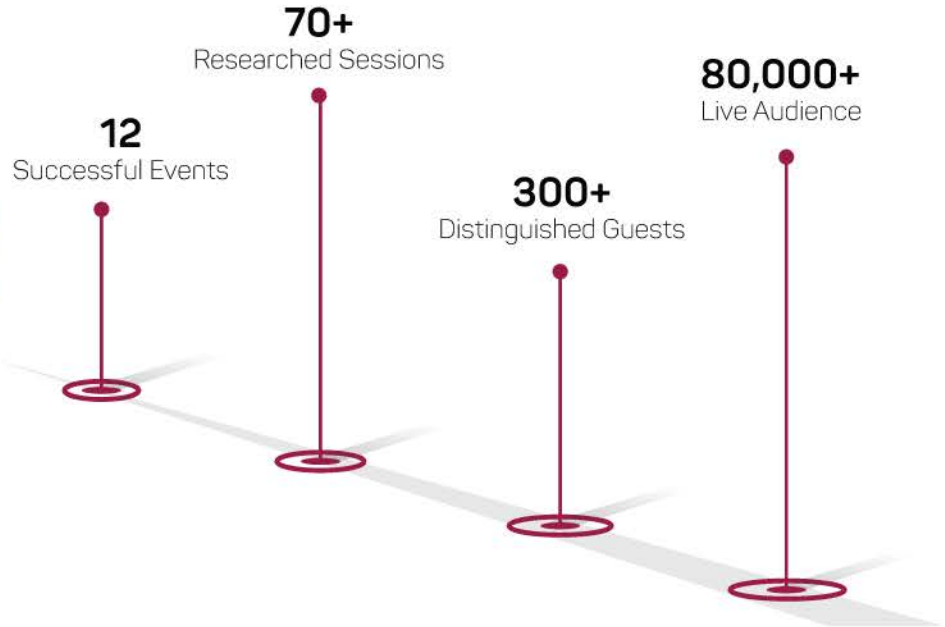 12
Successful Events
70+
Researched Sessions
300+
Distinguished Guests
80,000+
Live Audience